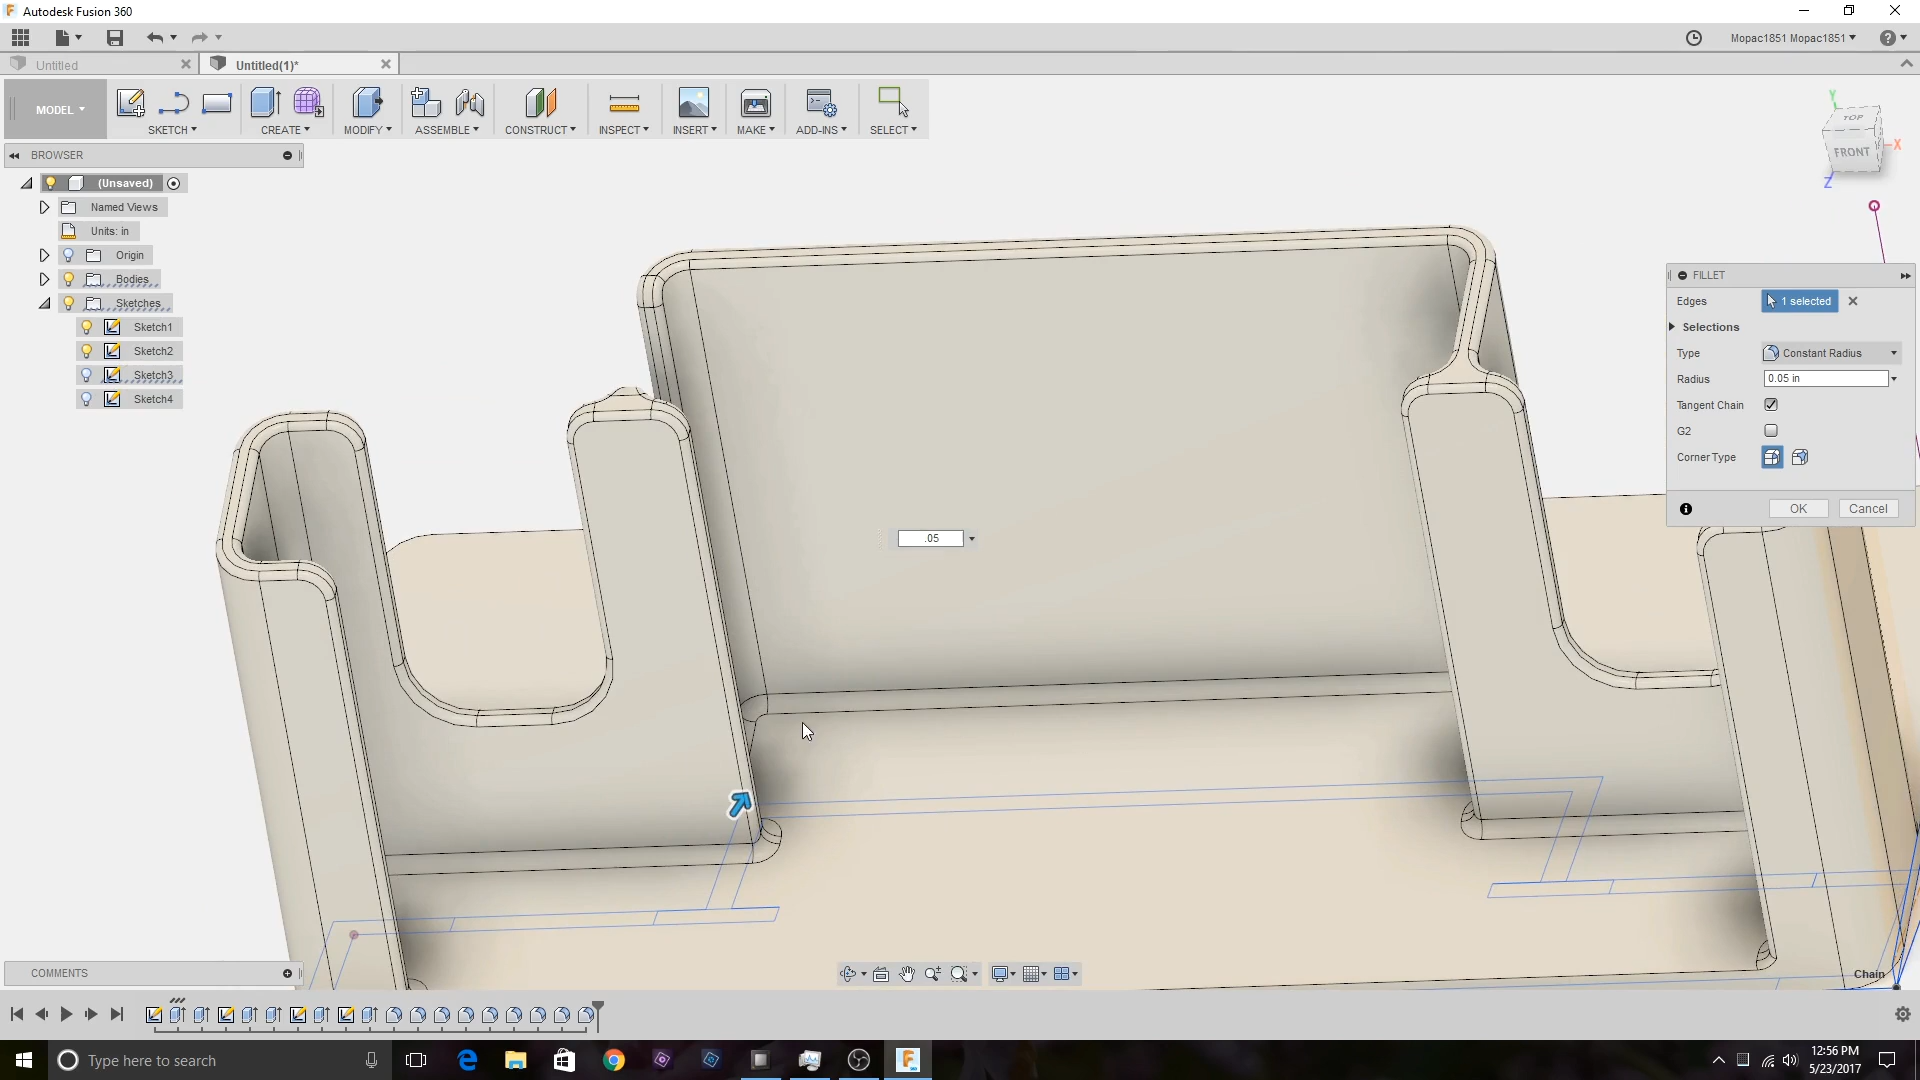 Autodesk Fusion 360
Mopac1851 Mopac1851
Untitled
Untitled(1)*
MODEL
SKETCH
CREATE
MODIFY
ASSEMBLE
CONSTRUCT
INSPECT
INSERT
MAKE
ADD-INS
SELECT
BROWSER
(Unsaved)
Named Views
Units: in
Origin
Bodies
Sketches
Sketch1
Sketch2
Sketch3
Sketch4
Y
TOP
FRONT
X
Z
FILLET
Edges
1 selected
Selections
Type
Constant Radius
Radius
0.05 in
Tangent Chain
G2
Corner Type
OK
Cancel
.05
Chain
COMMENTS
Type here to search
12:56 PM
5/23/2017